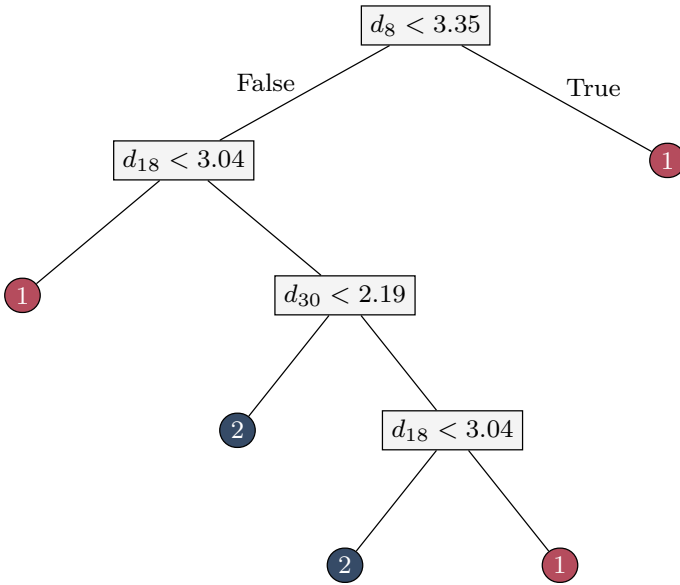 d₈ < 3.35
False
True
d₁₈ < 3.04
1
1
d₃₀ < 2.19
2
d₁₈ < 3.04
2
1